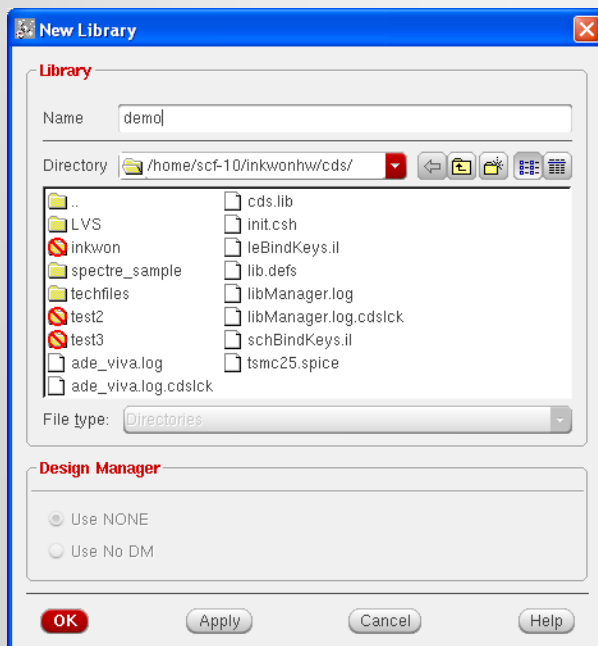 New Library
Library
Name demo
Directory /home/scf-10/inkwonhw/cds/
..
LVS
inkwon
spectre_sample
techfiles
test2
test3
ade_viva.log
ade_viva.log.cdslck
cds.lib
init.csh
leBindKeys.il
lib.defs
libManager.log
libManager.log.cdslck
schBindKeys.il
tsmc25.spice
File type: Directories
Design Manager
Use NONE
Use No DM
OK Apply Cancel Help